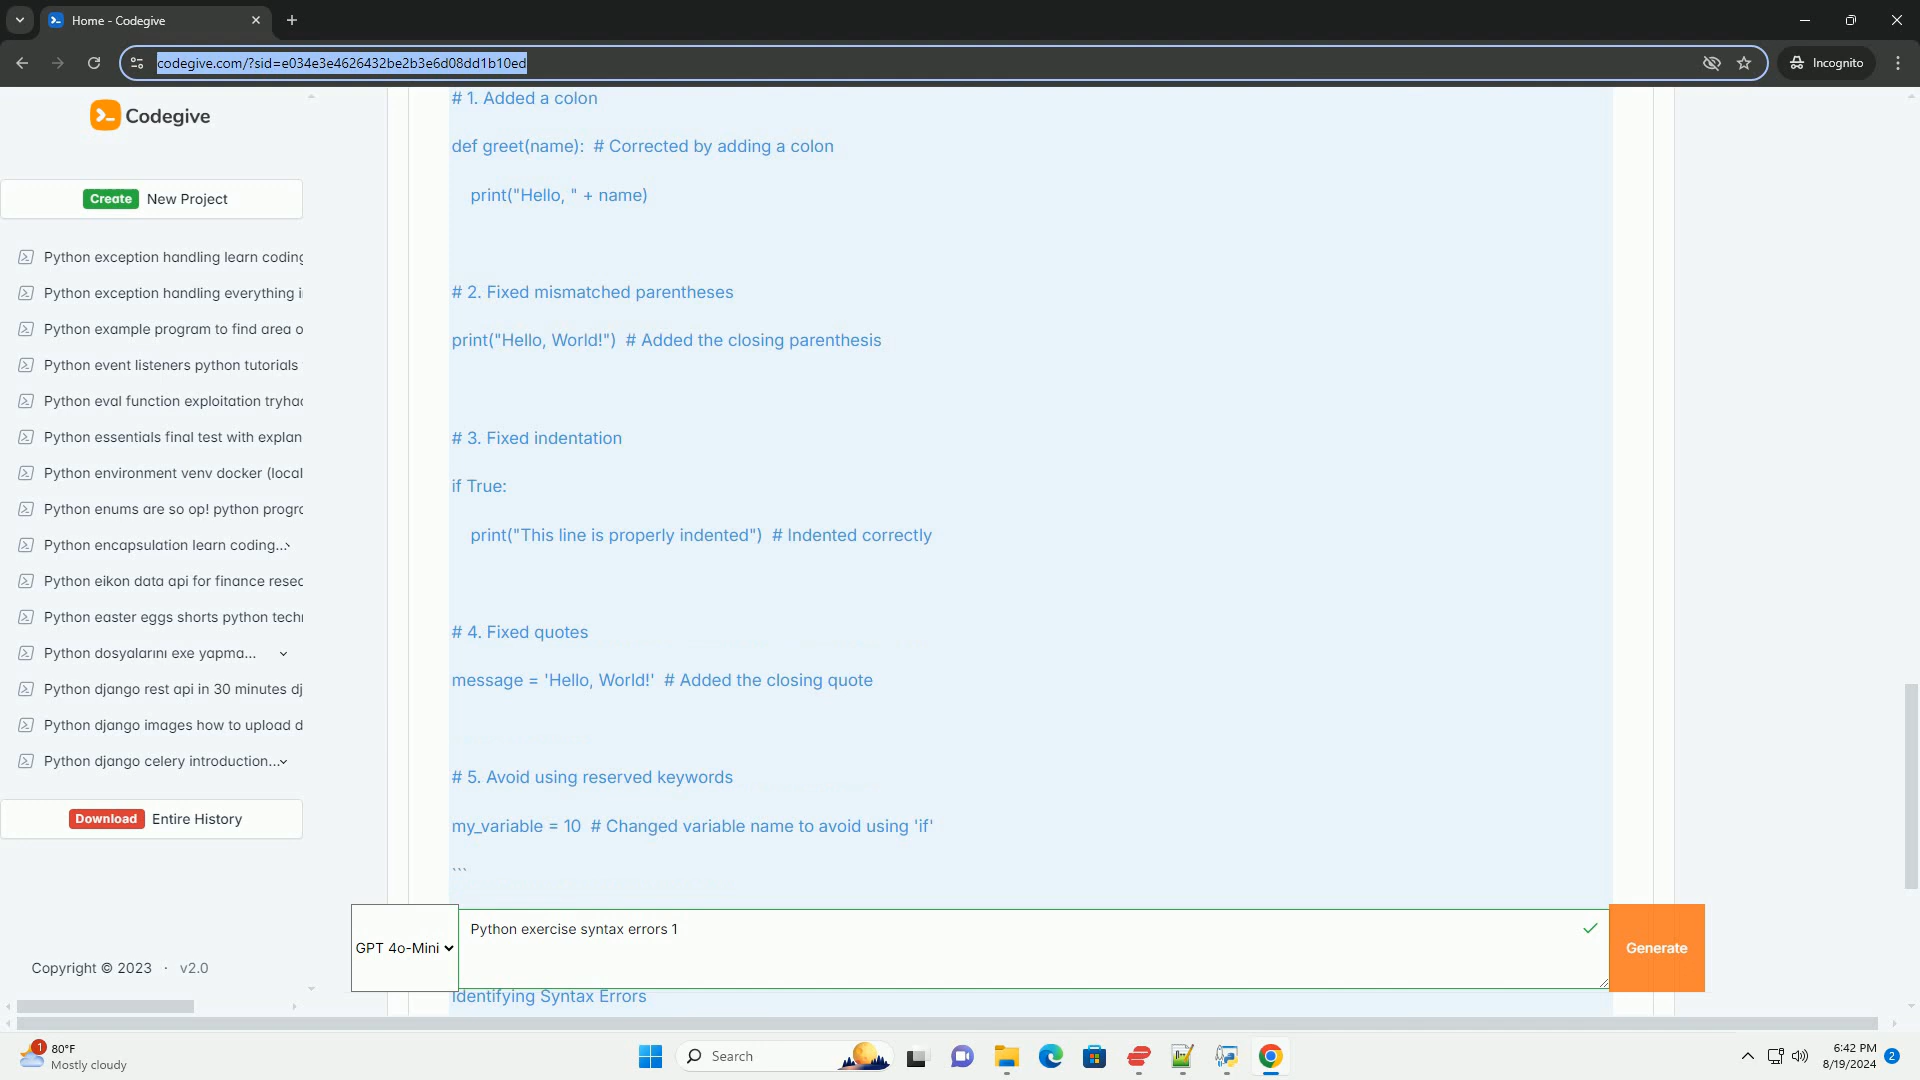 Home - Codegive
codegive.com/?sid=e034e3e4626432be2b3e6d08dd1b10ed
Incognito
Codegive
Create New Project
Python exception handling learn coding
Python exception handling everything i
Python example program to find area o
Python event listeners python tutorials
Python eval function exploitation tryhac
Python essentials final test with explan
Python environment venv docker (local
Python enums are so op! python progra
Python encapsulation learn coding...
Python eikon data api for finance resec
Python easter eggs shorts python techr
Python dosyalarını exe yapma...
Python django rest api in 30 minutes dj
Python django images how to upload d
Python django celery introduction...
Download Entire History
Copyright © 2023 · v2.0
# 1. Added a colon
def greet(name):  # Corrected by adding a colon
print("Hello, " + name)
# 2. Fixed mismatched parentheses
print("Hello, World!")  # Added the closing parenthesis
# 3. Fixed indentation
if True:
print("This line is properly indented")  # Indented correctly
# 4. Fixed quotes
message = 'Hello, World!'  # Added the closing quote
# 5. Avoid using reserved keywords
my_variable = 10  # Changed variable name to avoid using 'if'
```
GPT 4o-Mini
Python exercise syntax errors 1
Generate
Identifying Syntax Errors
1
80°F
Mostly cloudy
Search
6:42 PM
8/19/2024
2